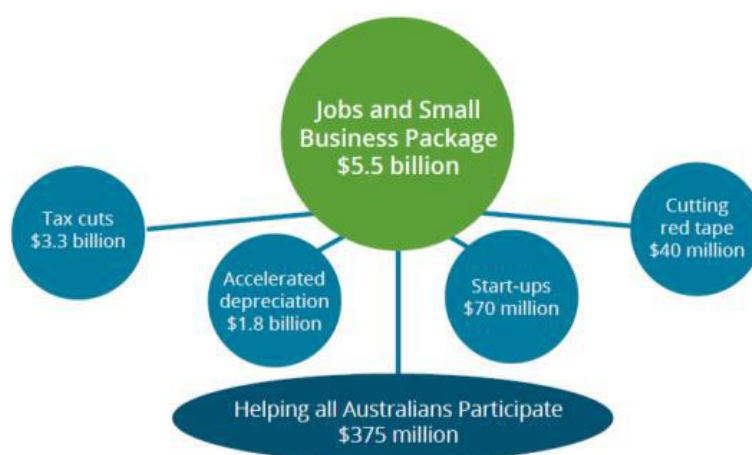 Jobs and Small
Business Package
$5.5 billion
Tax cuts
$3.3 billion
Accelerated
depreciation
$1.8 billion
Start-ups
$70 million
Cutting
red tape
$40 million
Helping all Australians Participate
$375 million